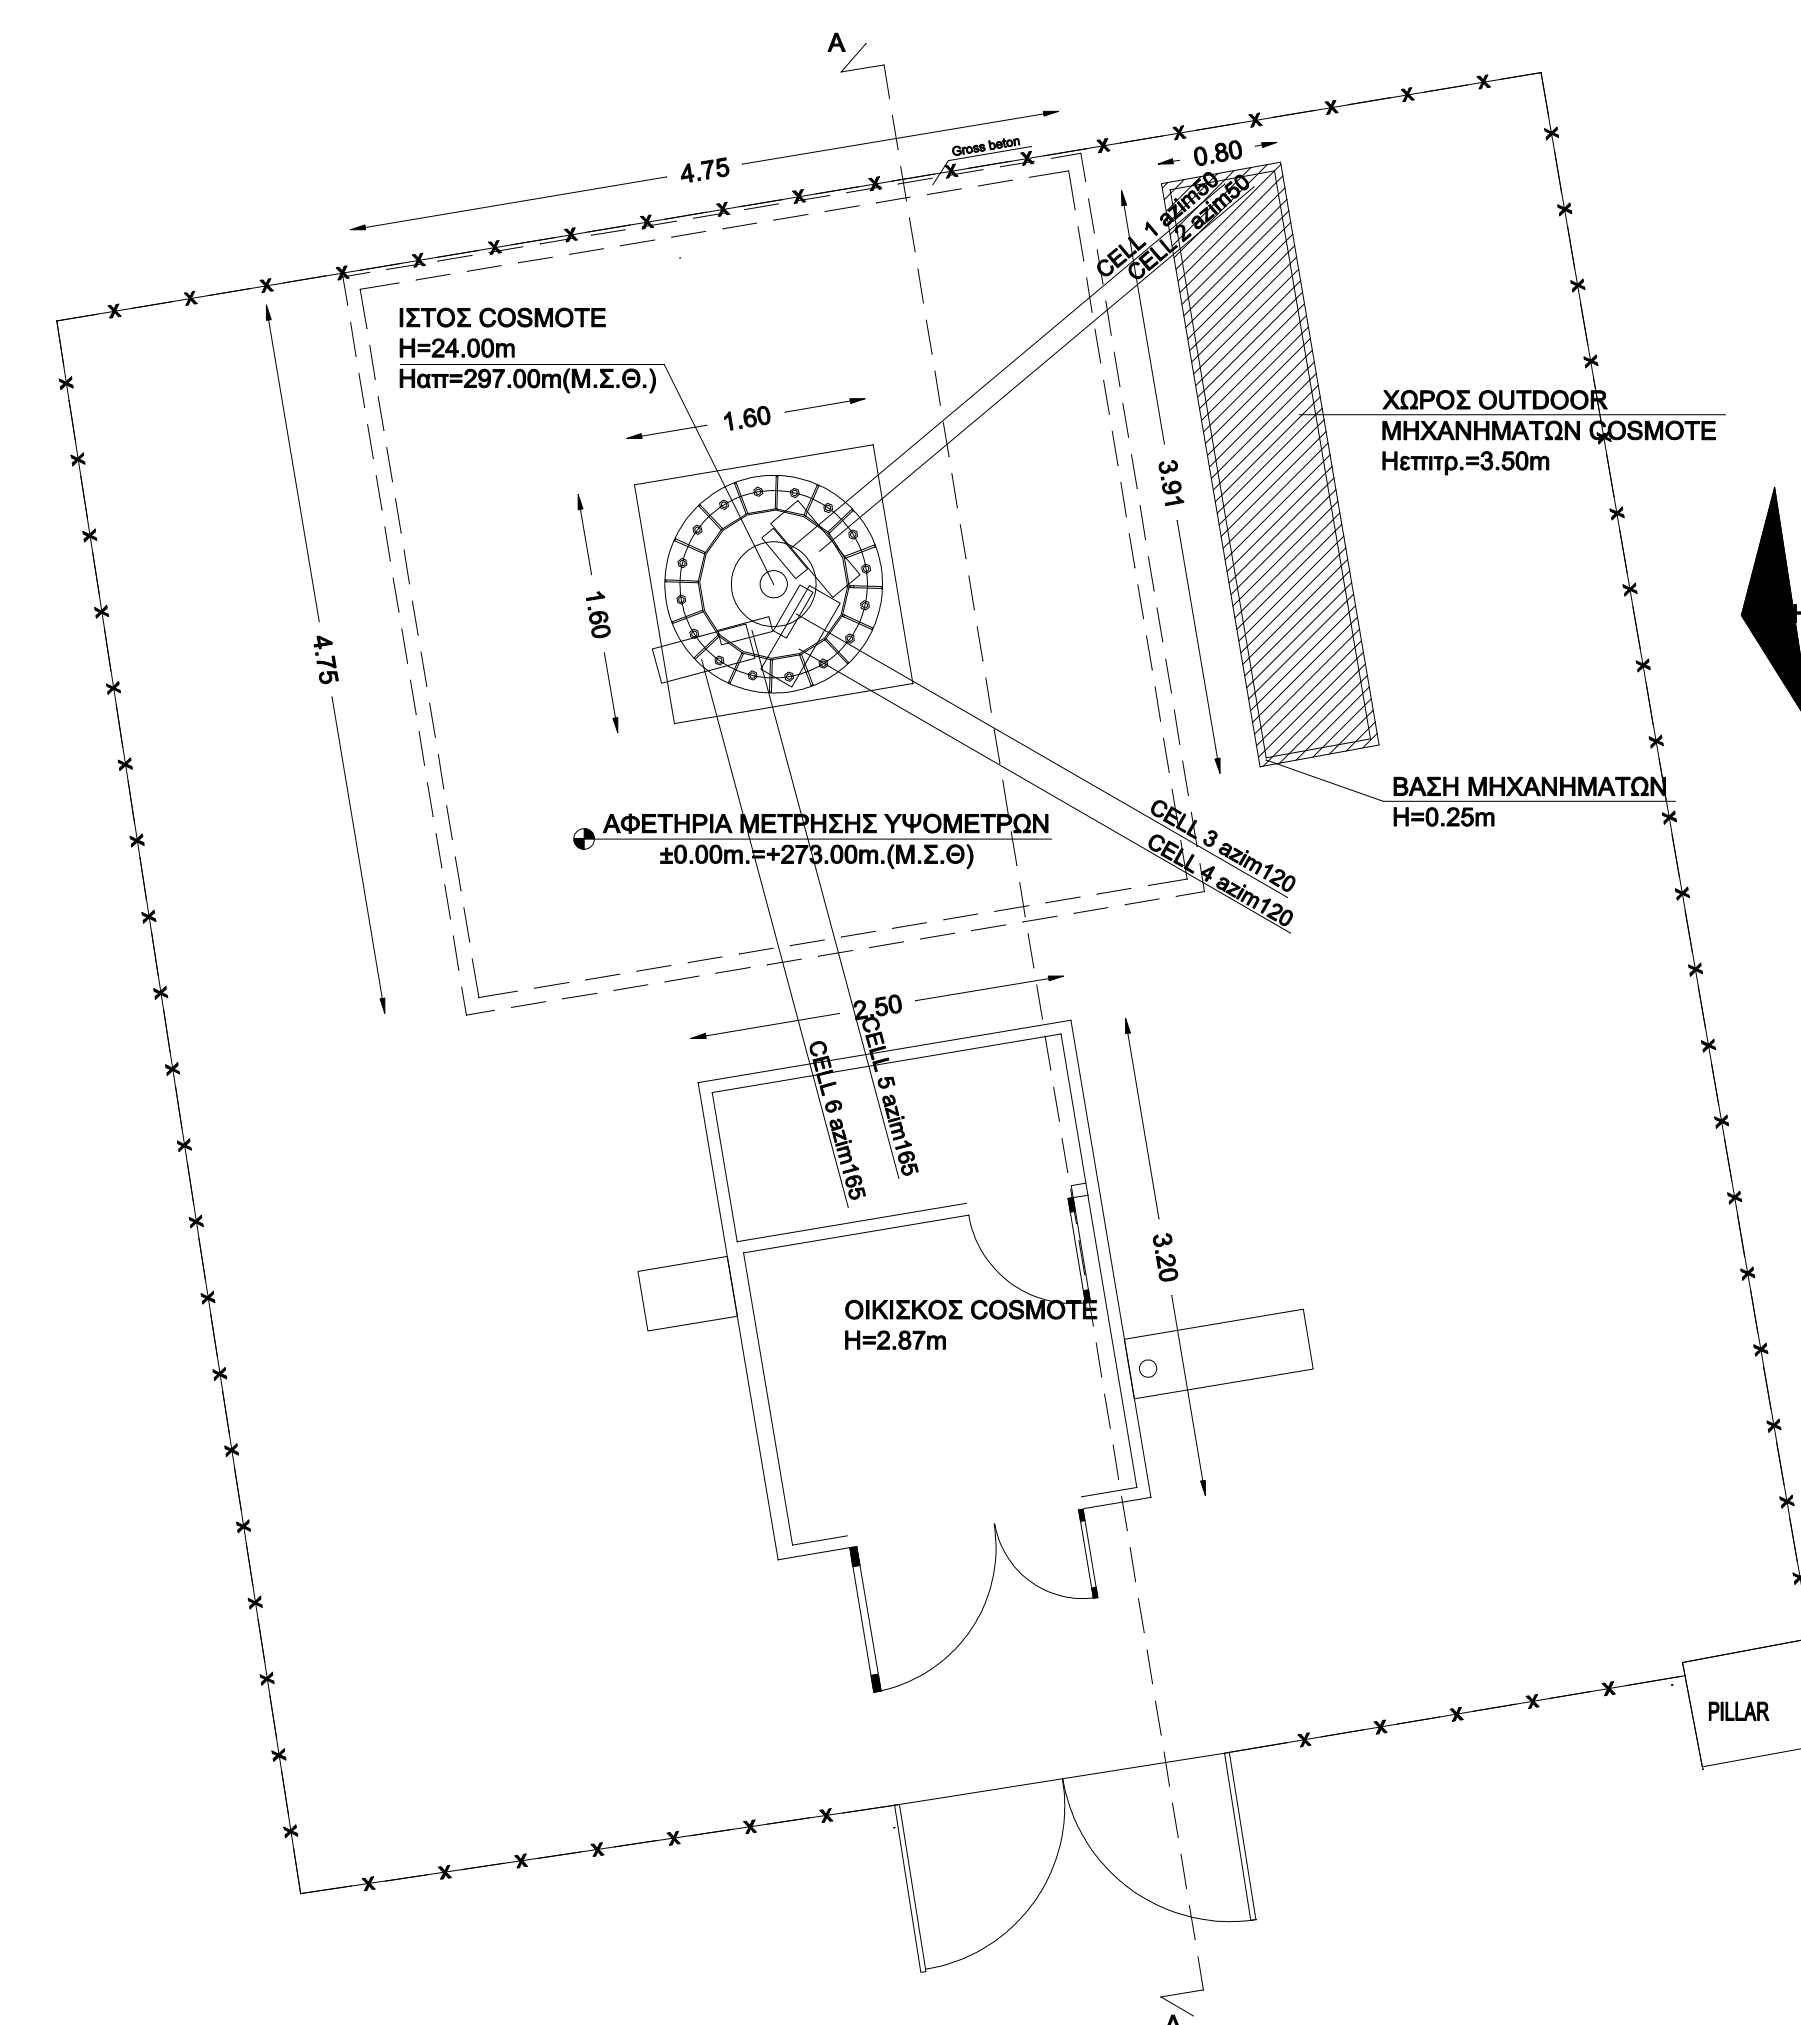 A
4.75
Gross beton
0.80
CELL 1 azim50
CELL 2 azim50
ΙΣΤΟΣ COSMOTE
H=24.00m
Hαπ=297.00m(Μ.Σ.Θ.)
1.60
ΧΩΡΟΣ OUTDOOR
ΜΗΧΑΝΗΜΑΤΩΝ COSMOTE
Hεπιτρ.=3.50m
3.91
1.60
4.75
ΒΑΣΗ ΜΗΧΑΝΗΜΑΤΩΝ
H=0.25m
ΑΦΕΤΗΡΙΑ ΜΕΤΡΗΣΗΣ ΥΨΟΜΕΤΡΩΝ
±0.00m.=+273.00m.(Μ.Σ.Θ)
CELL 3 azim120
CELL 4 azim120
2.50
CELL 5 azim165
CELL 6 azim165
3.20
ΟΙΚΙΣΚΟΣ COSMOTE
H=2.87m
PILLAR
A